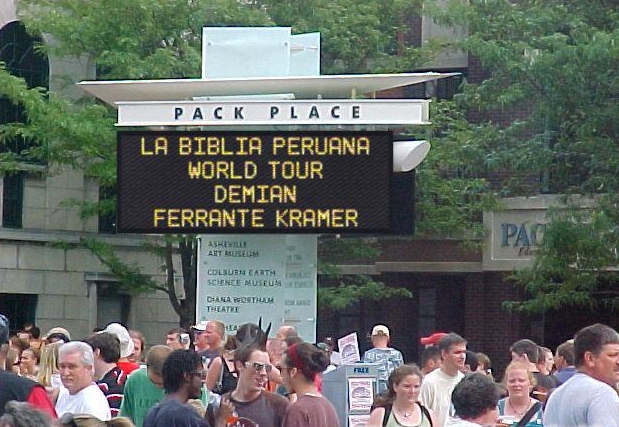 PACK PLACE
LA BIBLIA PERUANA
WORLD TOUR
DEMIAN
FERRANTE KRAMER
ASHEVILLE
ART MUSEUM
COLBURN EARTH
SCIENCE MUSEUM
DIANA WORTHAM
THEATRE
PAC
FREE